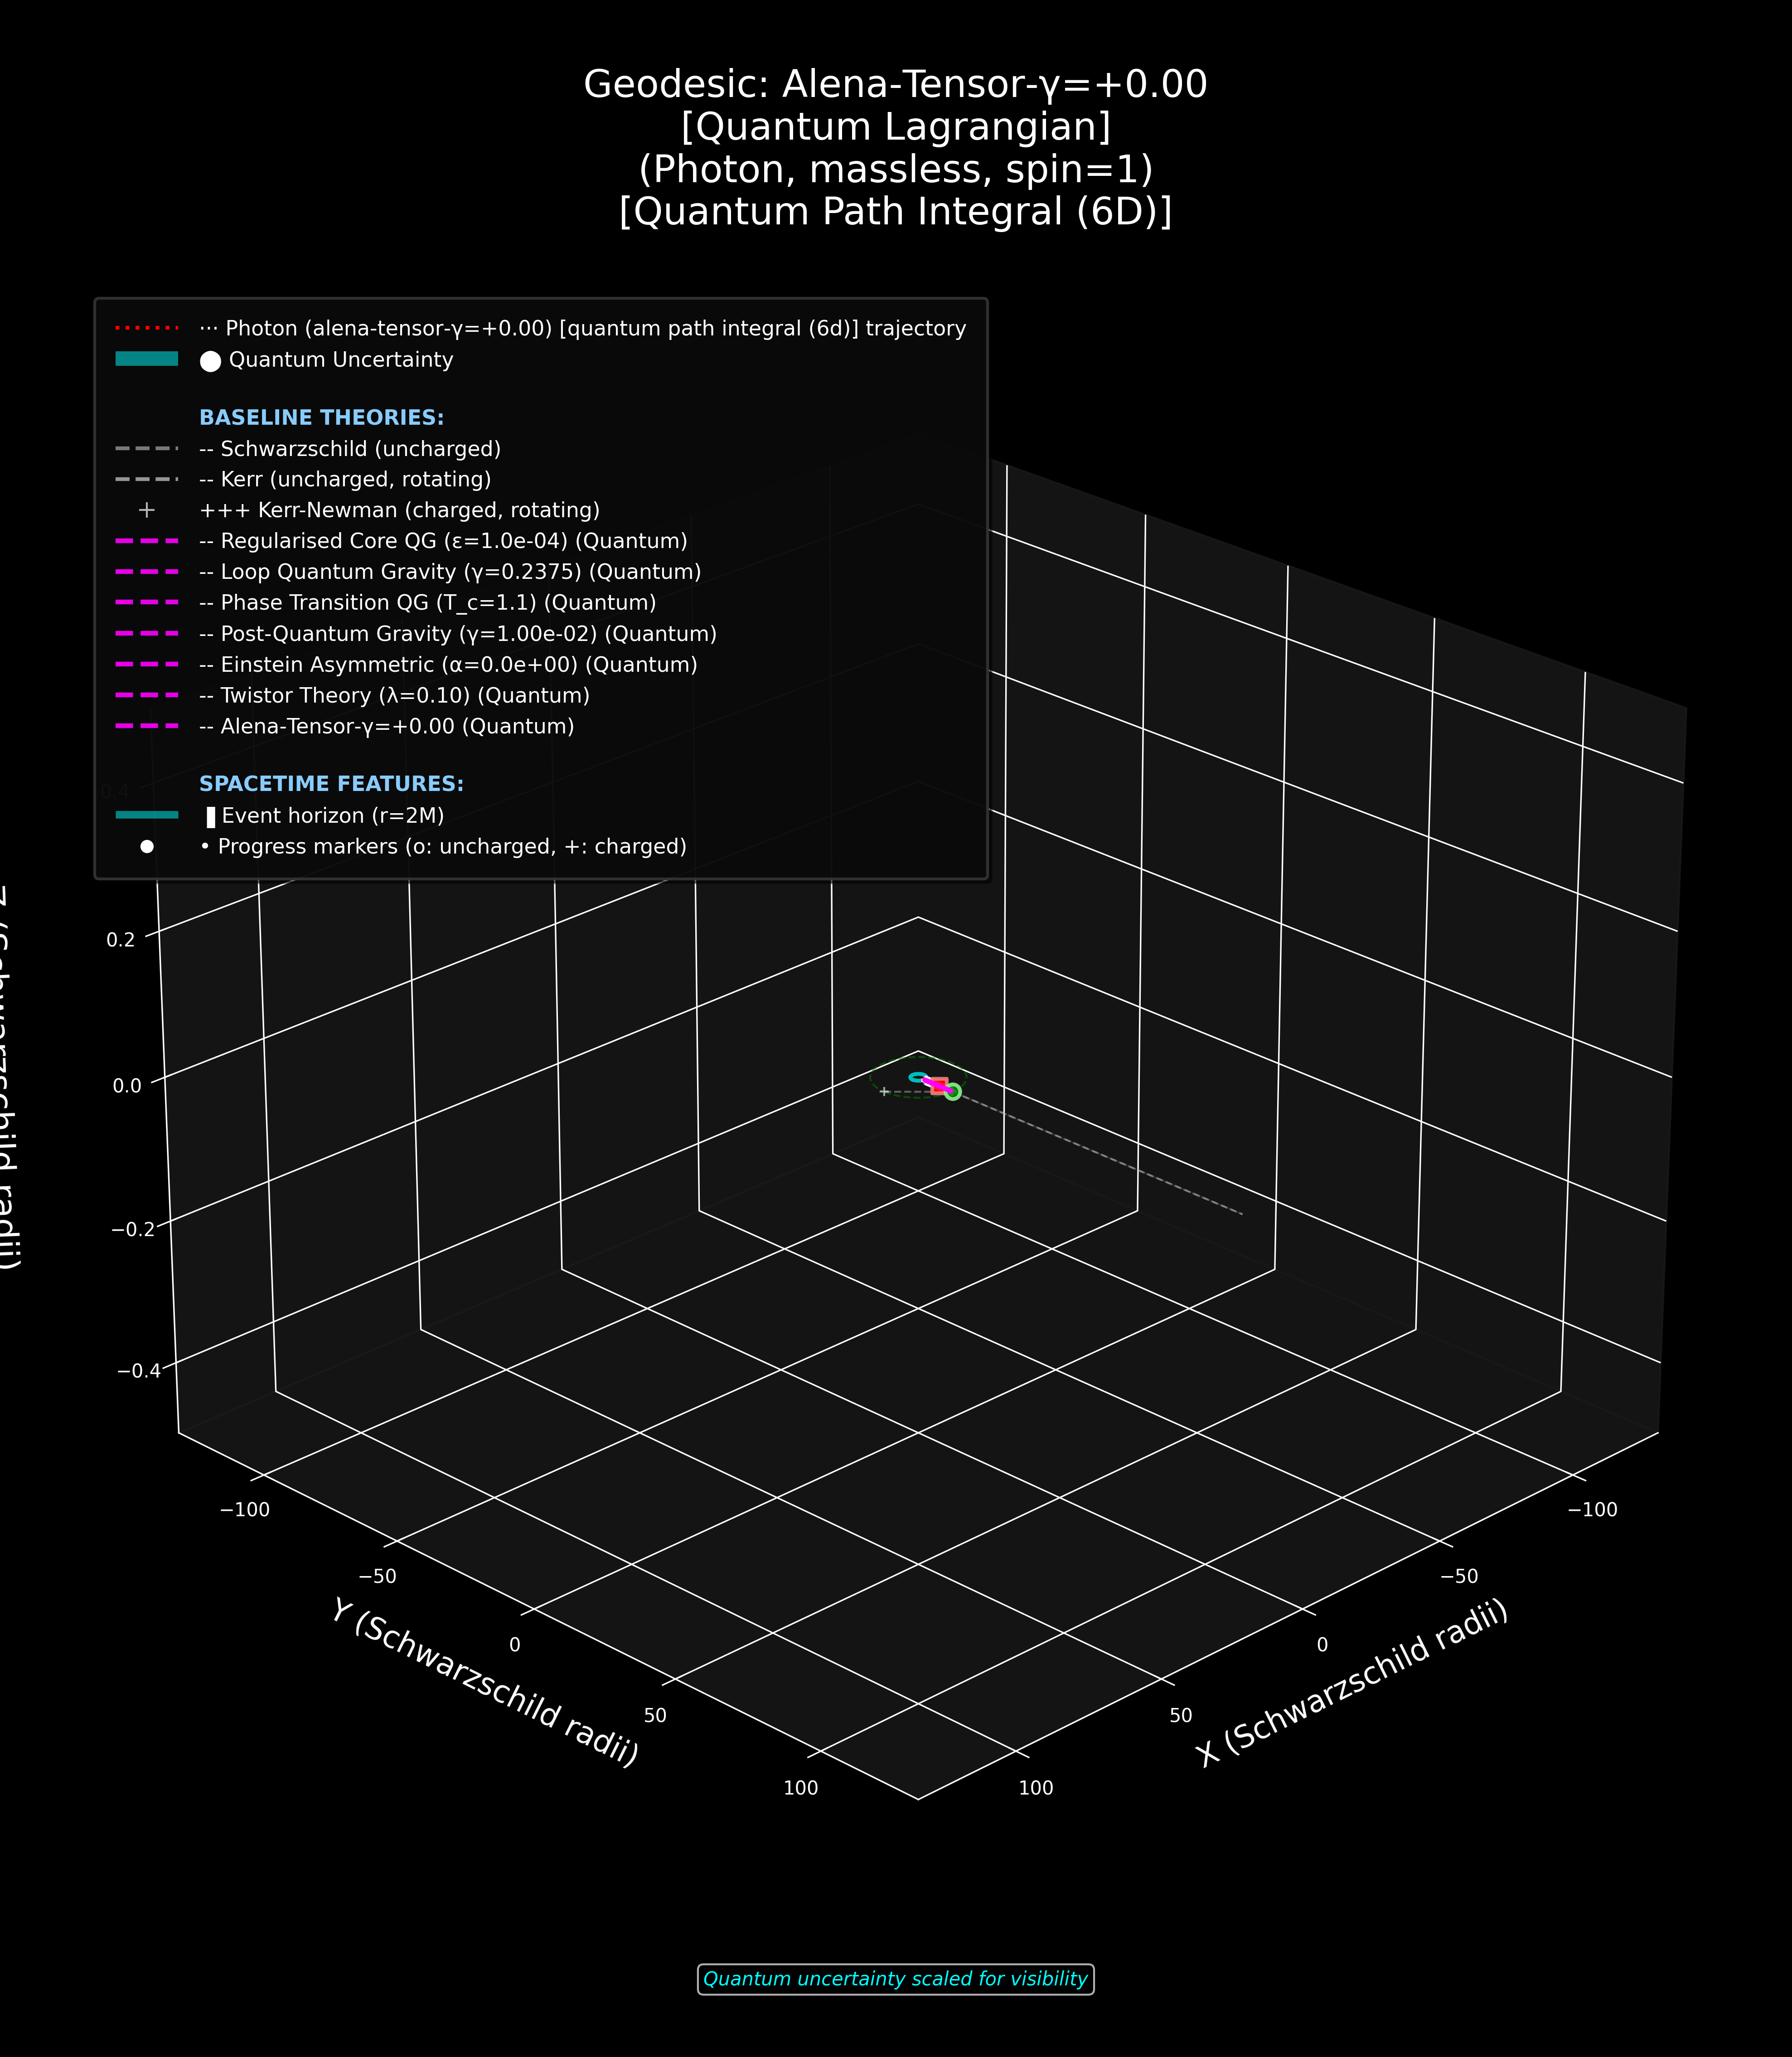 Geodesic: Alena-Tensor-γ=+0.00
[Quantum Lagrangian]
(Photon, massless, spin=1)
[Quantum Path Integral (6D)]
··· Photon (alena-tensor-γ=+0.00) [quantum path integral (6d)] trajectory
⬤ Quantum Uncertainty
BASELINE THEORIES:
-- Schwarzschild (uncharged)
-- Kerr (uncharged, rotating)
+++ Kerr-Newman (charged, rotating)
-- Regularised Core QG (ε=1.0e-04) (Quantum)
-- Loop Quantum Gravity (γ=0.2375) (Quantum)
-- Phase Transition QG (T_c=1.1) (Quantum)
-- Post-Quantum Gravity (γ=1.00e-02) (Quantum)
-- Einstein Asymmetric (α=0.0e+00) (Quantum)
-- Twistor Theory (λ=0.10) (Quantum)
-- Alena-Tensor-γ=+0.00 (Quantum)
SPACETIME FEATURES:
▐ Event horizon (r=2M)
• Progress markers (o: uncharged, +: charged)
0.4
0.2
0.0
−0.2
−0.4
Z (Schwarzschild radii)
−100
−50
0
50
100
Y (Schwarzschild radii)
100
50
0
−50
−100
X (Schwarzschild radii)
Quantum uncertainty scaled for visibility